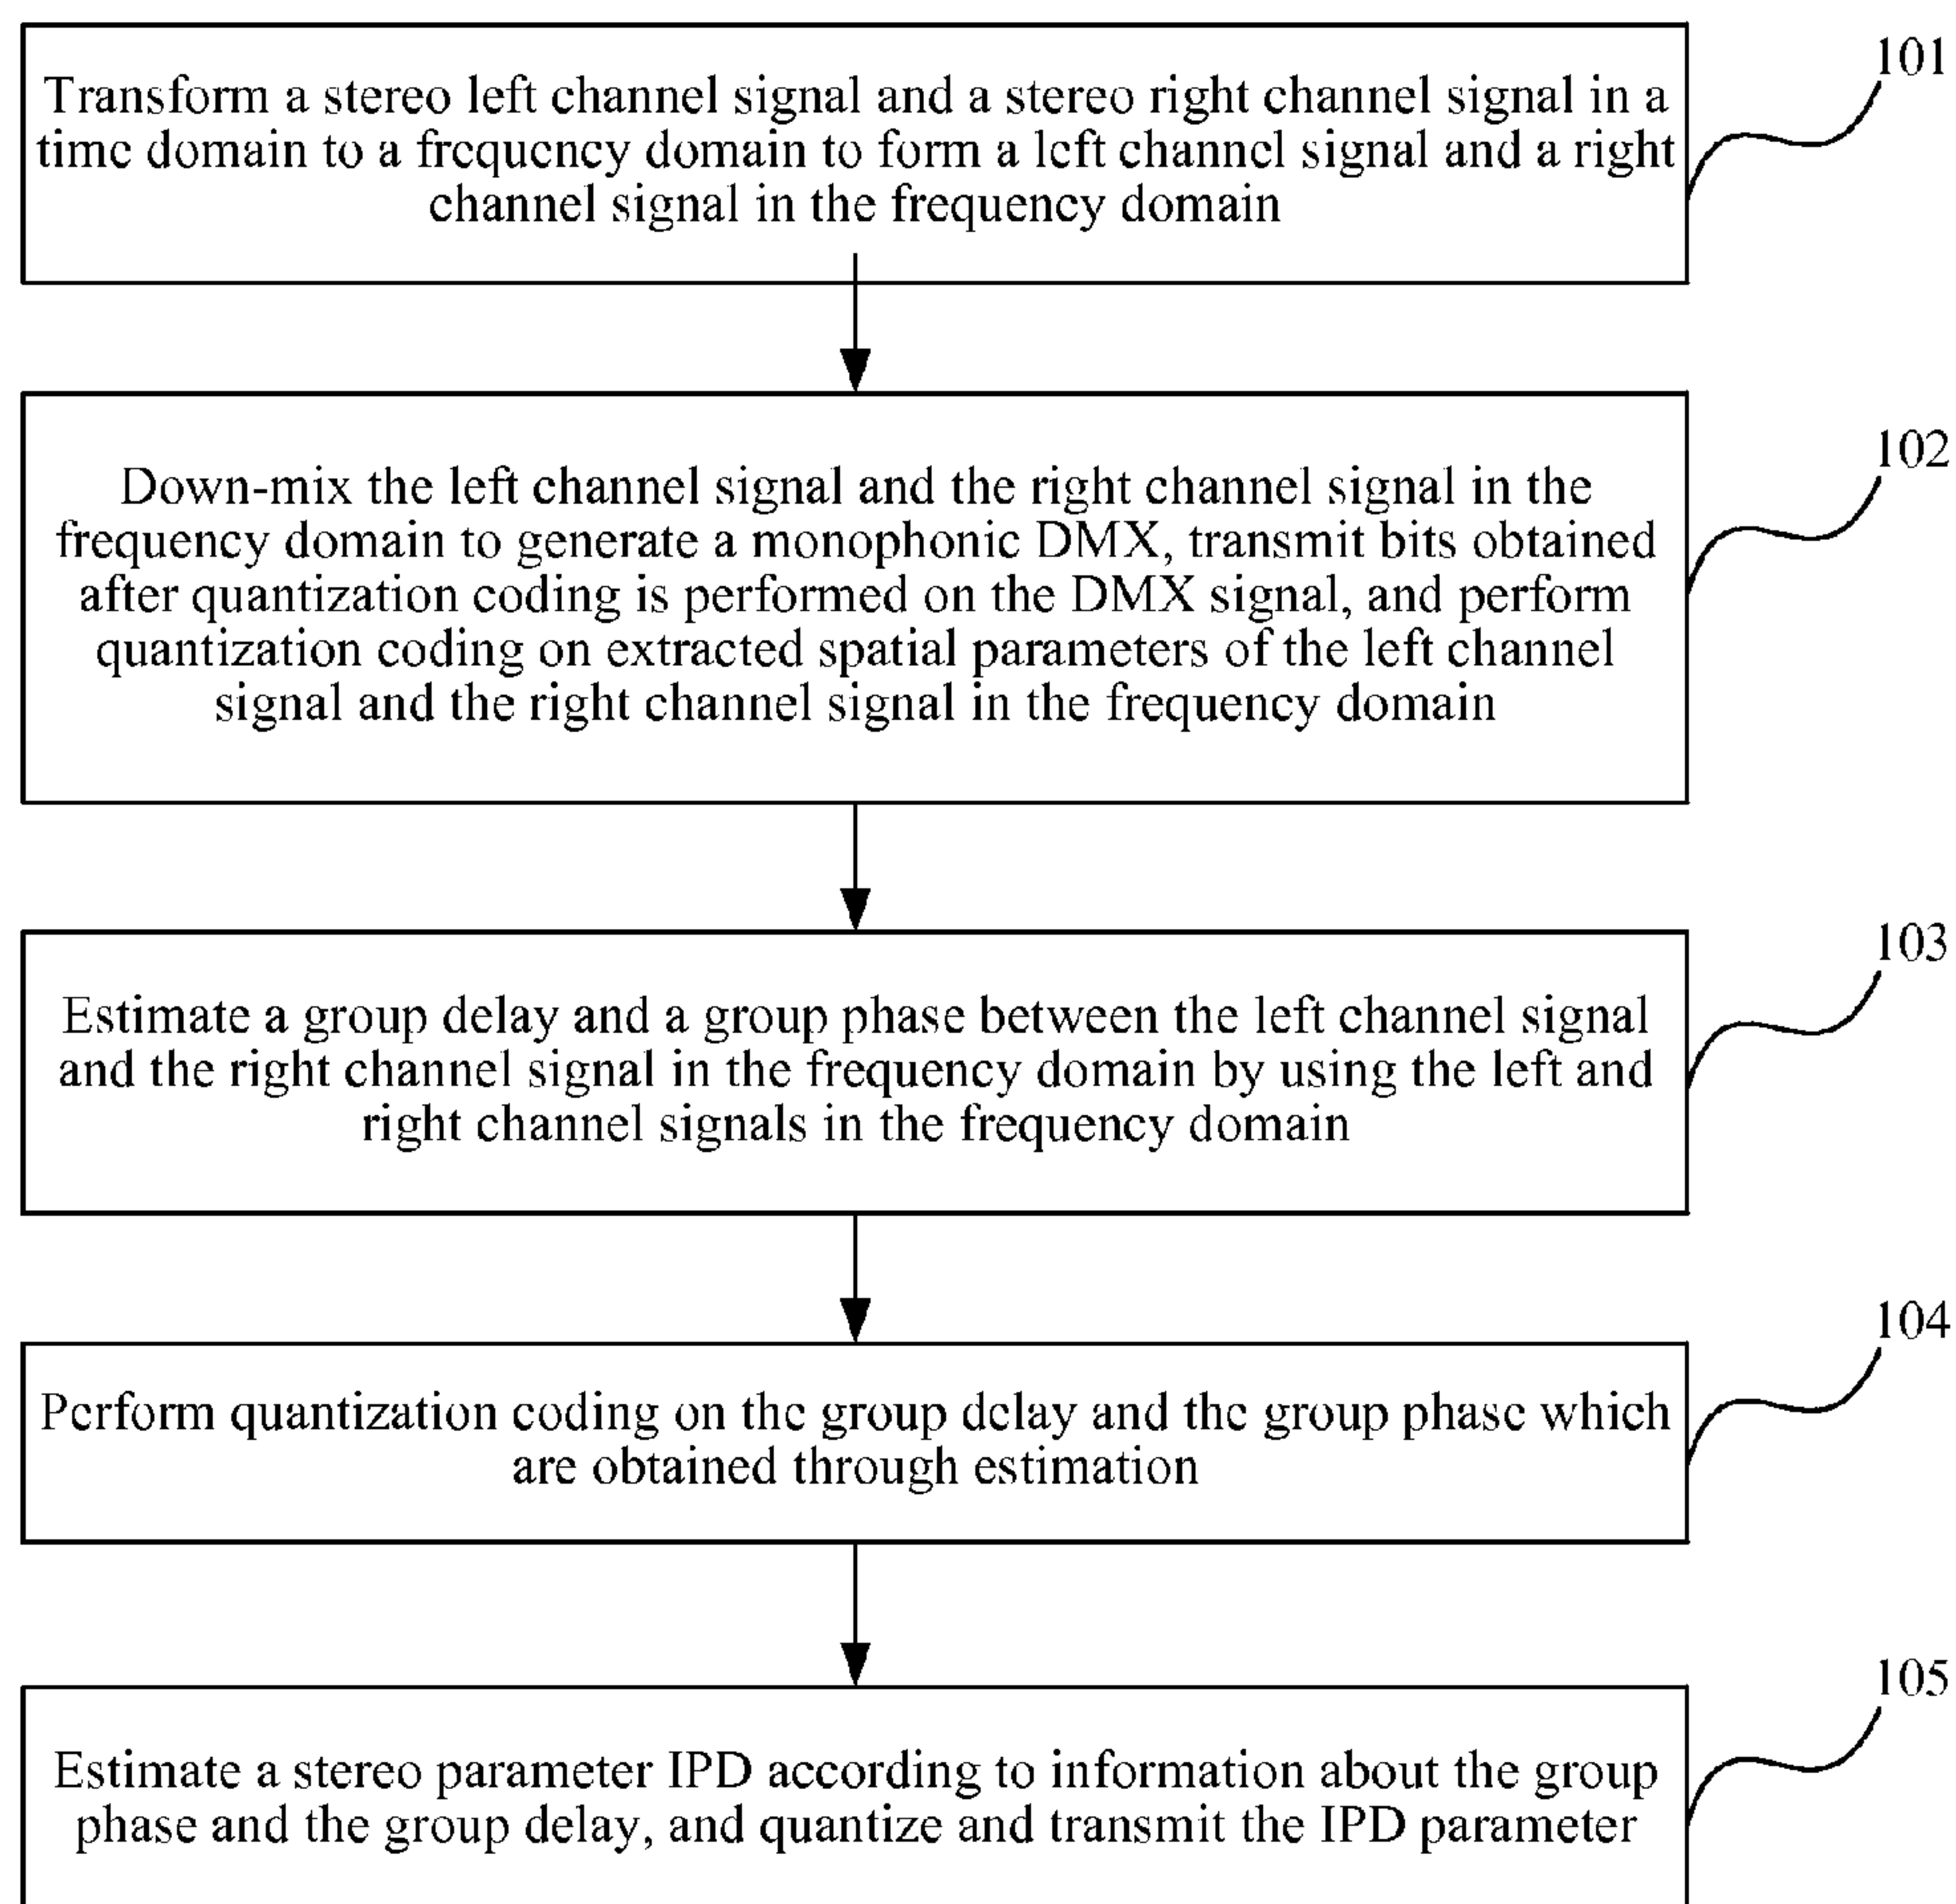 101
Transform a stereo left channel signal and a stereo right channel signal in a
time domain to a frequency domain to form a left channel signal and a right
channel signal in the frequency domain
102
Down-mix the left channel signal and the right channel signal in the
frequency domain to generate a monophonic DMX, transmit bits obtained
after quantization coding is performed on the DMX signal, and perform
quantization coding on extracted spatial parameters of the left channel
signal and the right channel signal in the frequency domain
103
Estimate a group delay and a group phase between the left channel signal
and the right channel signal in the frequency domain by using the left and
right channel signals in the frequency domain
104
Perform quantization coding on the group delay and the group phase which
are obtained through estimation
105
Estimate a stereo parameter IPD according to information about the group
phase and the group delay, and quantize and transmit the IPD parameter